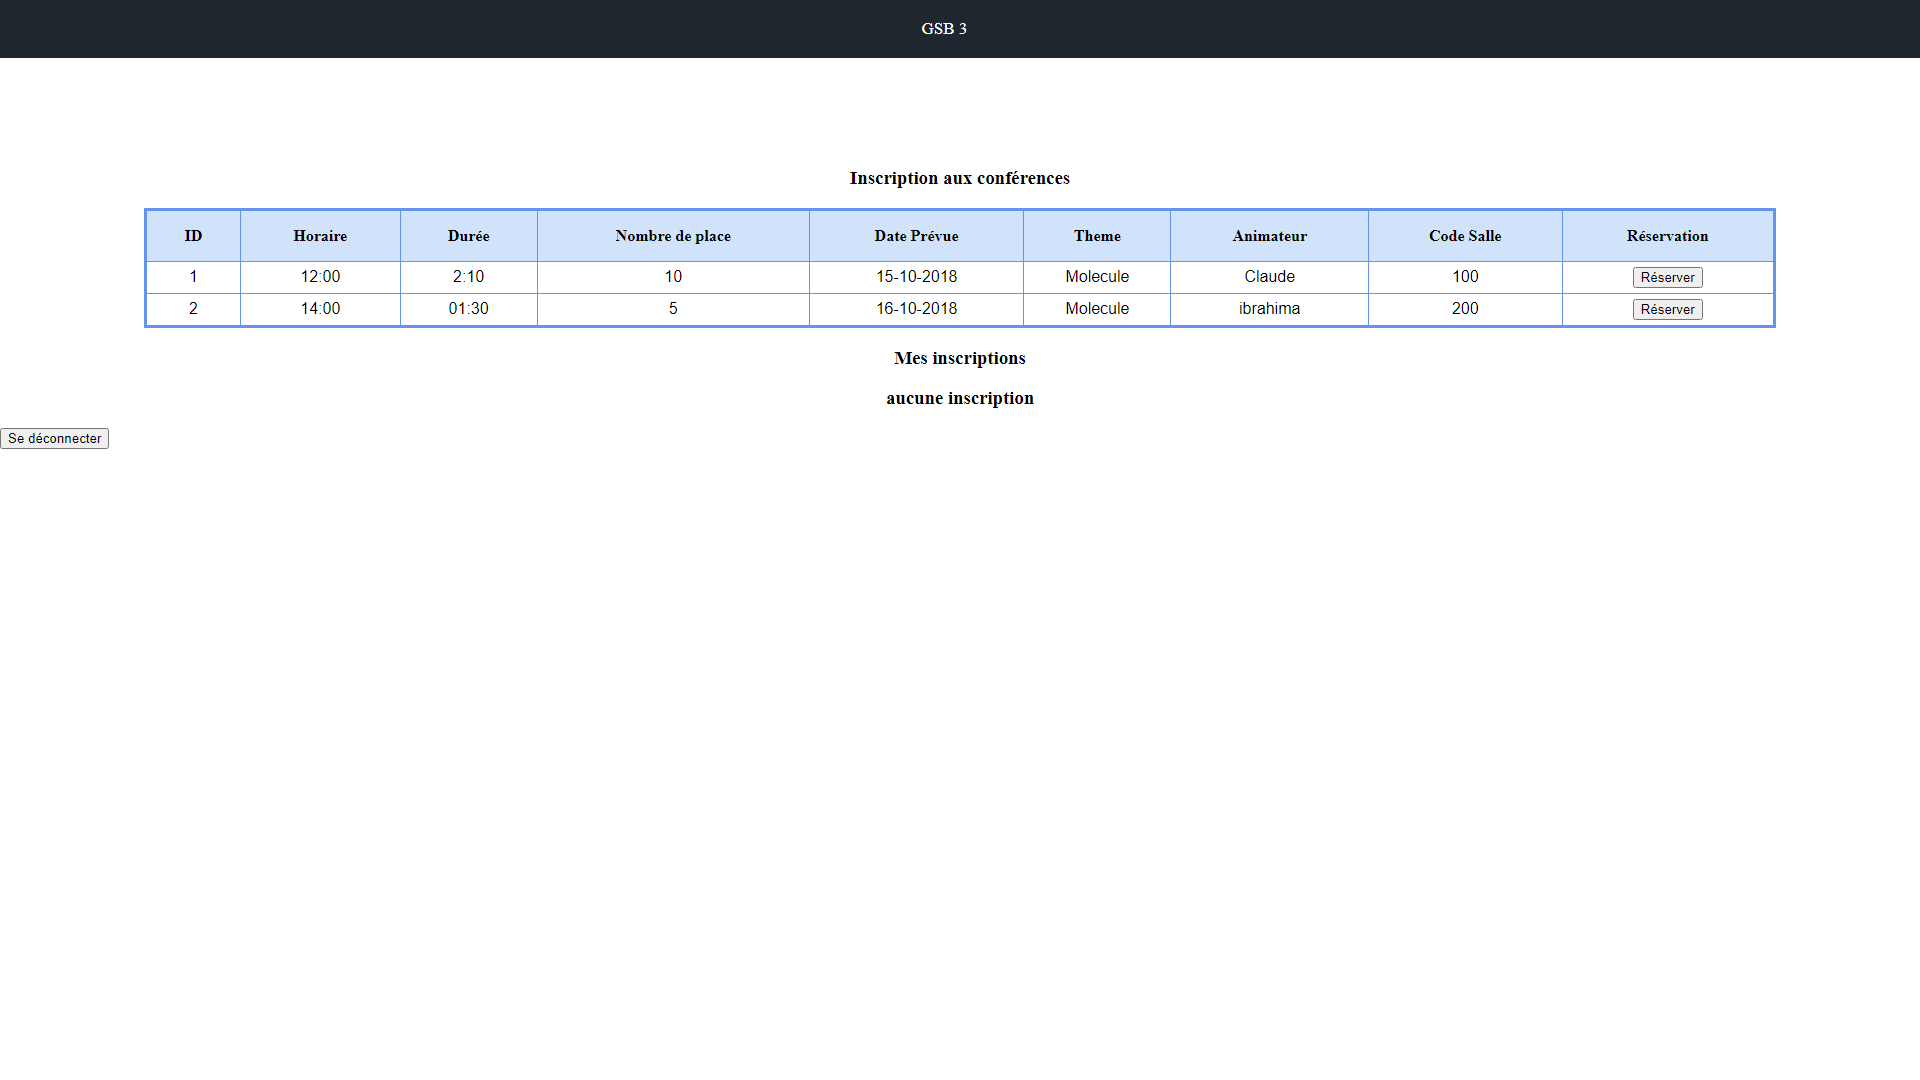 GSB 3
Inscription aux conférences
ID Horaire Durée Nombre de place Date Prévue Theme Animateur Code Salle Réservation
1 12:00 2:10 10 15-10-2018 Molecule Claude 100 Réserver
2 14:00 01:30 5 16-10-2018 Molecule ibrahima 200 Réserver
Mes inscriptions
aucune inscription
Se déconnecter